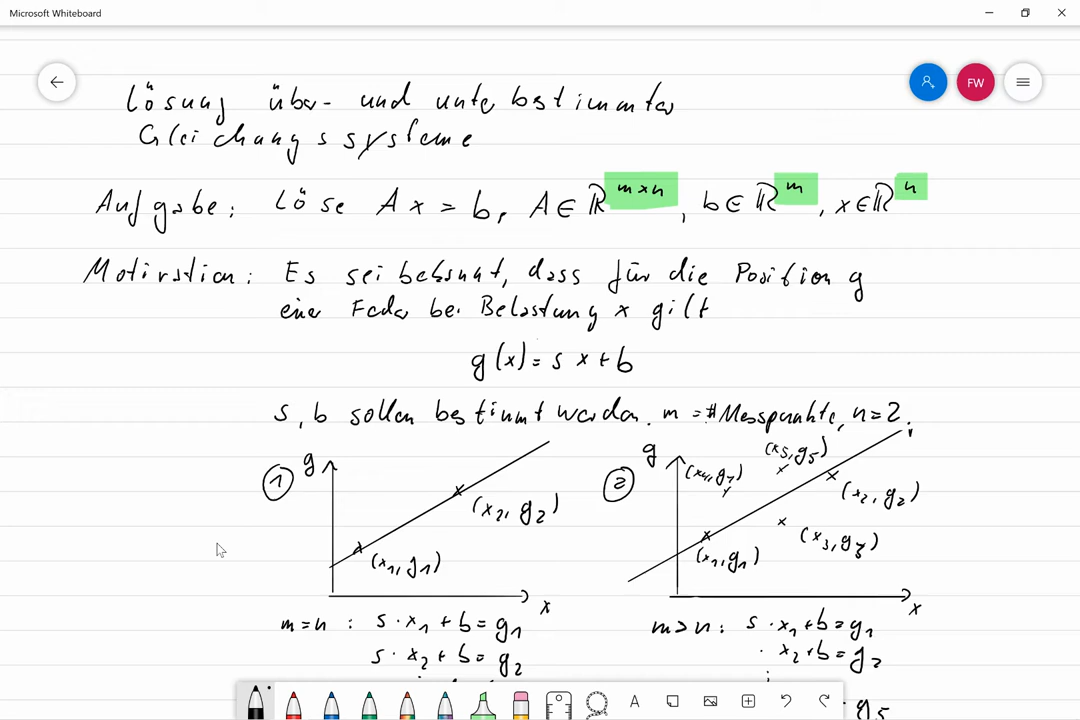 Microsoft Whiteboard
FW
Lösung über- und unterbestimmter
Gleichungssysteme
Aufgabe: Löse Ax = b, A ∈ ℝ^(m×n), b ∈ ℝ^m, x ∈ ℝ^n
Motivation: Es sei bekannt, dass für die Position g
einer Feder bei Belastung x gilt
g(x) = s x + b
s, b sollen bestimmt werden. m = #Messpunkte, n = 2.
① g
(x₂, g₂)
(x₁, g₁)
x
m = n : s · x₁ + b = g₁
s · x₂ + b = g₂
② g
(x₄, g₄)
(x₅, g₅)
(x₂, g₂)
(x₃, g₃)
(x₁, g₁)
x
m > n : s · x₁ + b = g₁
· x₂ + b = g₂
g₅
A